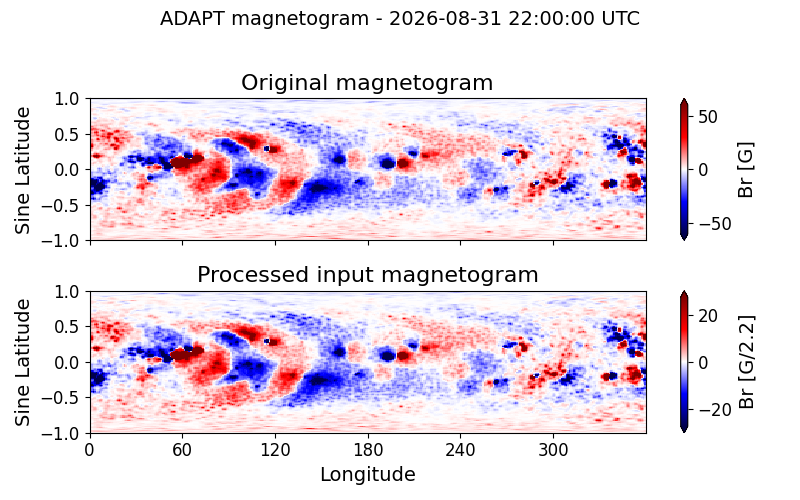 ADAPT magnetogram - 2026-08-31 22:00:00 UTC
Original magnetogram
1.0
0.5
0.0
−0.5
−1.0
Sine Latitude
50
0
−50
Br [G]
Processed input magnetogram
1.0
0.5
0.0
−0.5
−1.0
Sine Latitude
0 60 120 180 240 300
Longitude
20
0
−20
Br [G/2.2]